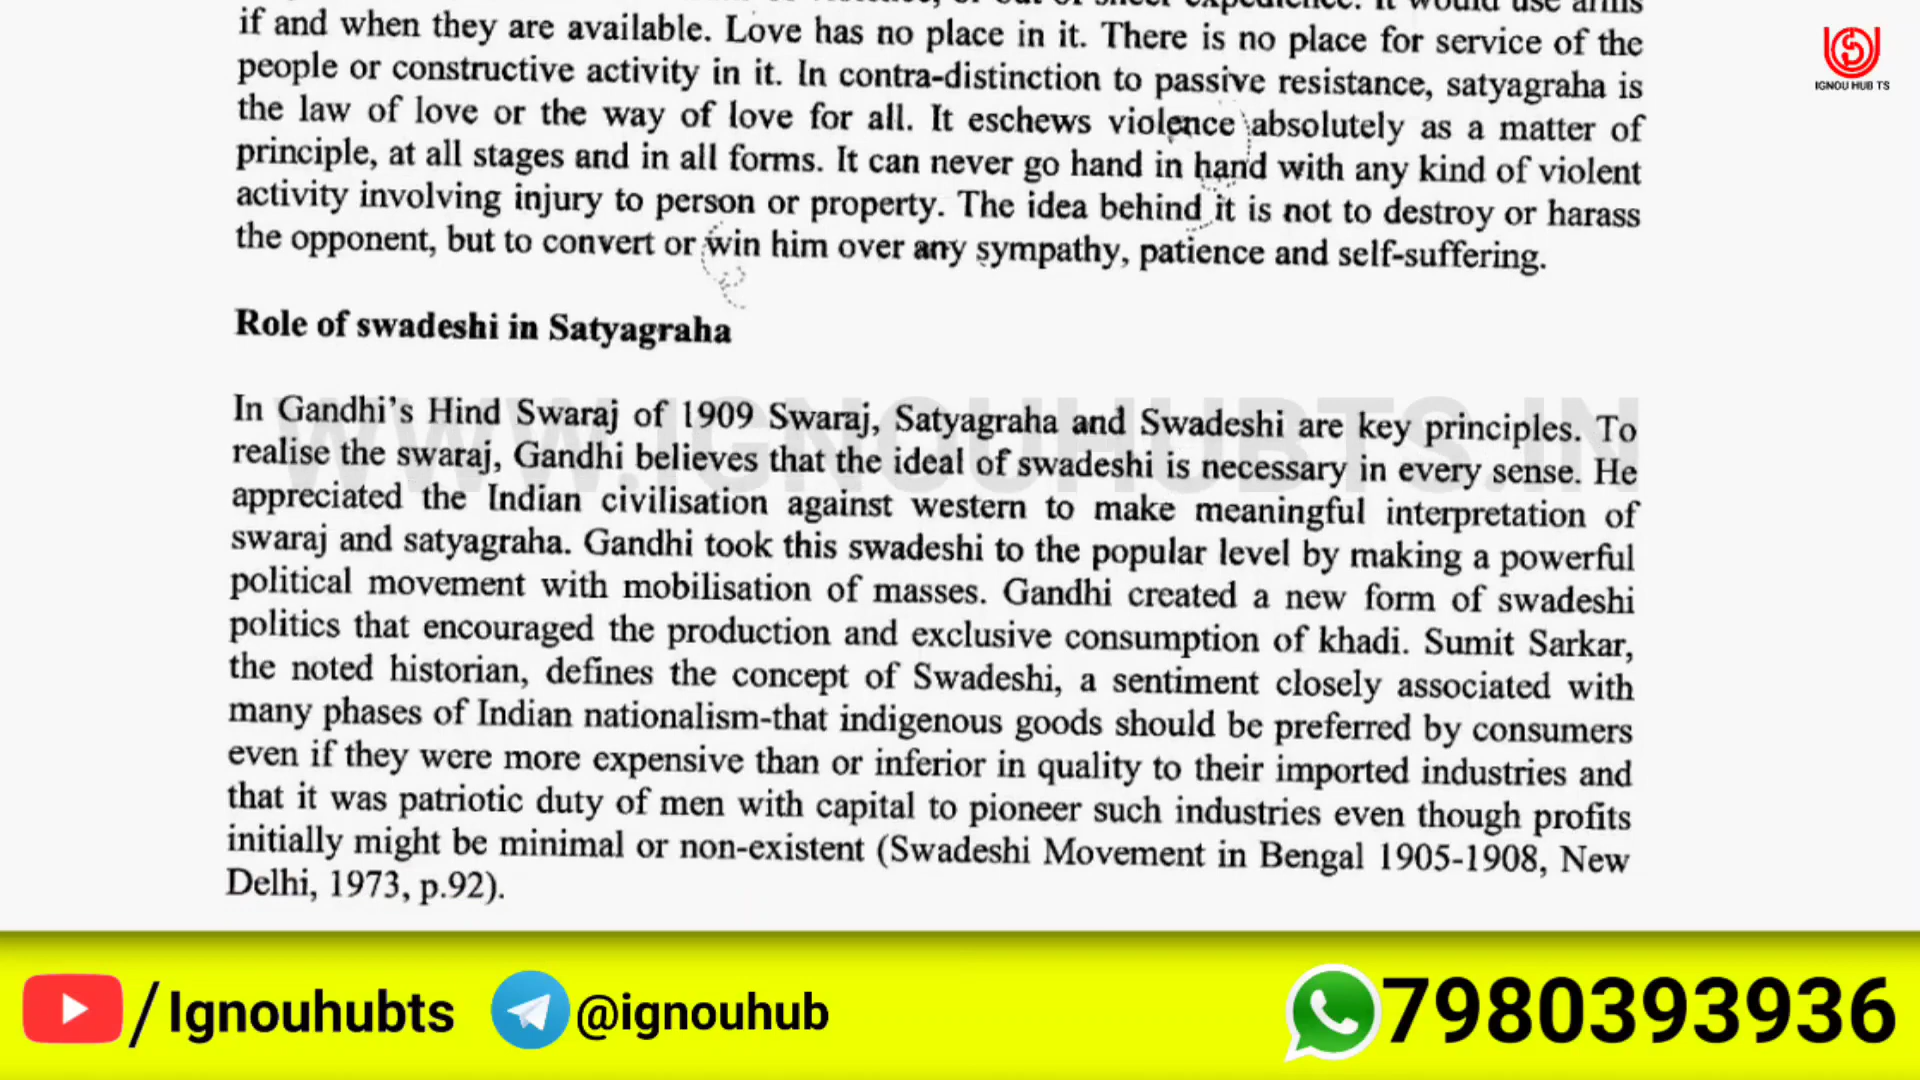 if and when they are available. Love has no place in it. There is no place for service of the
people or constructive activity in it. In contra-distinction to passive resistance, satyagraha is
the law of love or the way of love for all. It eschews violence absolutely as a matter of
principle, at all stages and in all forms. It can never go hand in hand with any kind of violent
activity involving injury to person or property. The idea behind it is not to destroy or harass
the opponent, but to convert or win him over any sympathy, patience and self-suffering.
IGNOU HUB TS
Role of swadeshi in Satyagraha
WWW.IGNOUHUBTS.IN
In Gandhi's Hind Swaraj of 1909 Swaraj, Satyagraha and Swadeshi are key principles. To
realise the swaraj, Gandhi believes that the ideal of swadeshi is necessary in every sense. He
appreciated the Indian civilisation against western to make meaningful interpretation of
swaraj and satyagraha. Gandhi took this swadeshi to the popular level by making a powerful
political movement with mobilisation of masses. Gandhi created a new form of swadeshi
politics that encouraged the production and exclusive consumption of khadi. Sumit Sarkar,
the noted historian, defines the concept of Swadeshi, a sentiment closely associated with
many phases of Indian nationalism-that indigenous goods should be preferred by consumers
even if they were more expensive than or inferior in quality to their imported industries and
that it was patriotic duty of men with capital to pioneer such industries even though profits
initially might be minimal or non-existent (Swadeshi Movement in Bengal 1905-1908, New
Delhi, 1973, p.92).
/Ignouhubts @ignouhub 7980393936